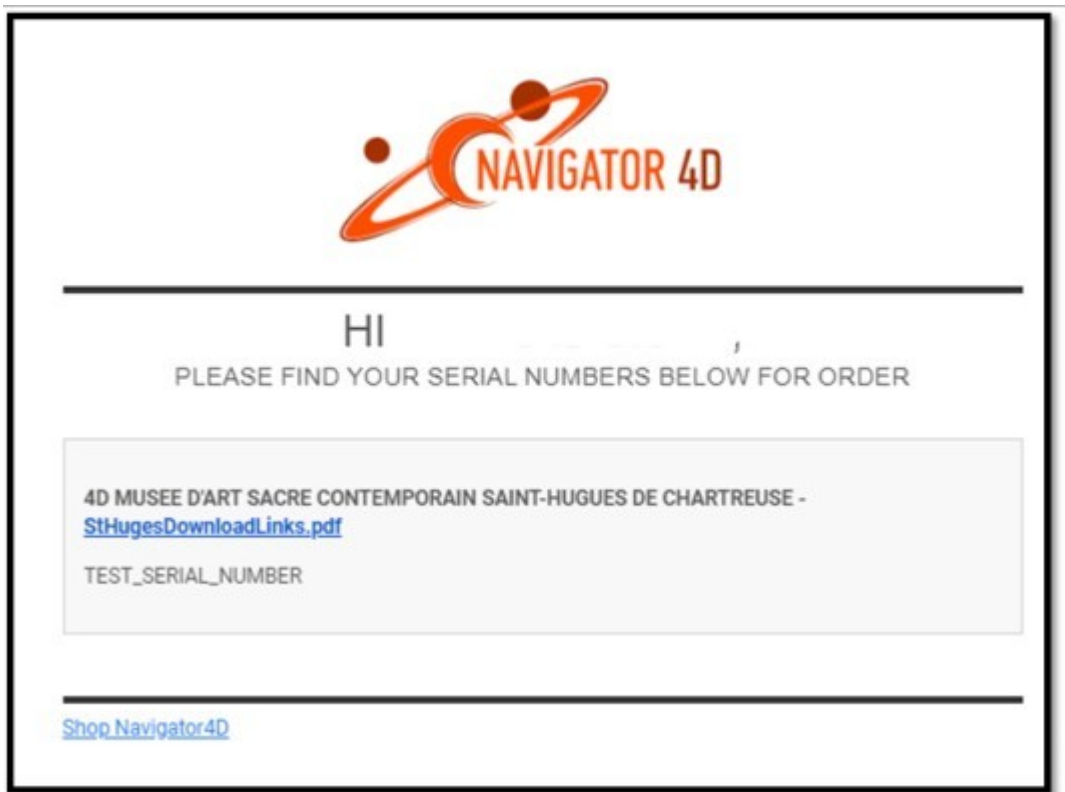 NAVIGATOR 4D
HI ,
PLEASE FIND YOUR SERIAL NUMBERS BELOW FOR ORDER
4D MUSEE D'ART SACRE CONTEMPORAIN SAINT-HUGUES DE CHARTREUSE -
StHugesDownloadLinks.pdf
TEST_SERIAL_NUMBER
Shop Navigator4D